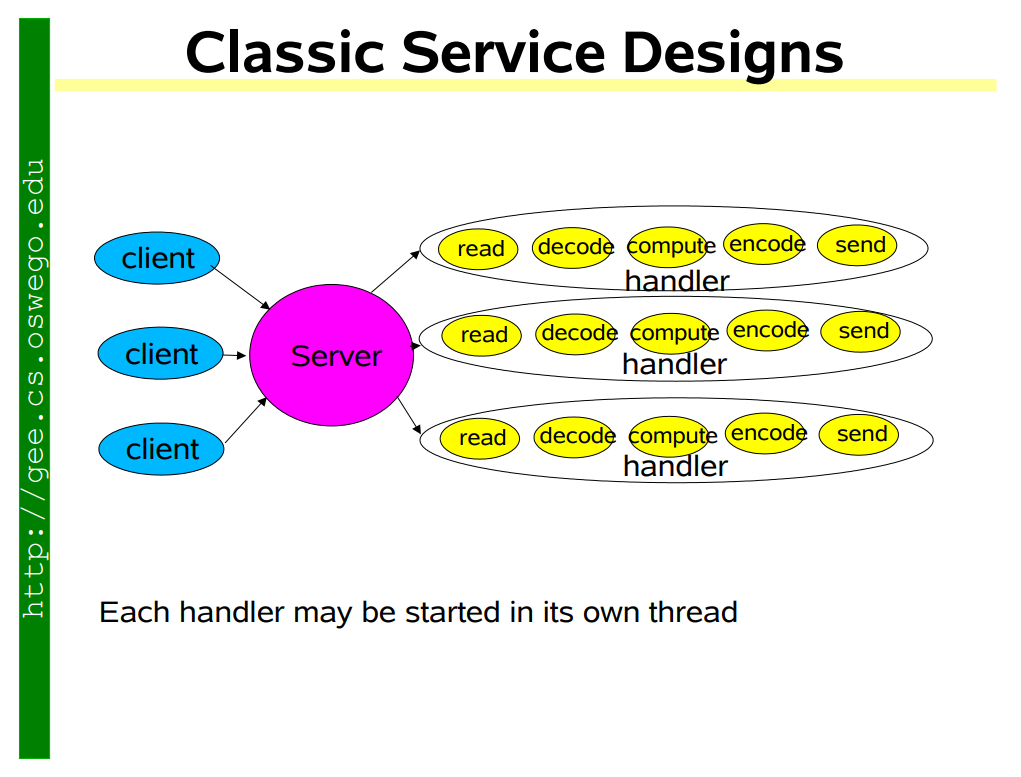 Classic Service Designs
http://gee.cs.oswego.edu
client
client
client
Server
read decode compute encode send
handler
read decode compute encode send
handler
read decode compute encode send
handler
Each handler may be started in its own thread